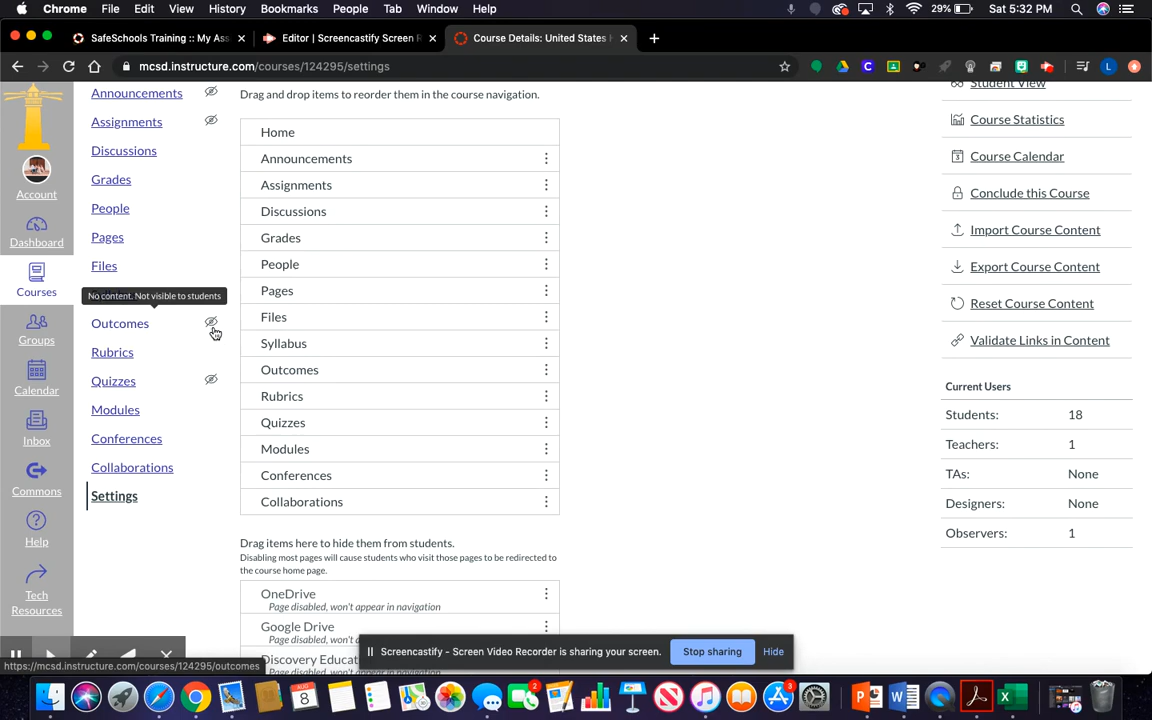 Chrome File Edit View History Bookmarks People Tab Window Help 29% Sat 5:32 PM
SafeSchools Training :: My Ass Editor | Screencastify Screen R Course Details: United States H
mcsd.instructure.com/courses/124295/settings
Announcements
Assignments
Discussions
Grades
People
Pages
Files
No content. Not visible to students
Outcomes
Rubrics
Quizzes
Modules
Conferences
Collaborations
Settings
Account
Dashboard
Courses
Groups
Calendar
Inbox
Commons
Help
Tech
Resources
Drag and drop items to reorder them in the course navigation.
Home
Announcements
Assignments
Discussions
Grades
People
Pages
Files
Syllabus
Outcomes
Rubrics
Quizzes
Modules
Conferences
Collaborations
Drag items here to hide them from students.
Disabling most pages will cause students who visit those pages to be redirected to
the course home page.
OneDrive
Page disabled, won't appear in navigation
Google Drive
Page disabled, won't a
Discovery Educat
Student View
Course Statistics
Course Calendar
Conclude this Course
Import Course Content
Export Course Content
Reset Course Content
Validate Links in Content
Current Users
Students: 18
Teachers: 1
TAs: None
Designers: None
Observers: 1
Screencastify - Screen Video Recorder is sharing your screen. Stop sharing Hide
https://mcsd.instructure.com/courses/124295/outcomes